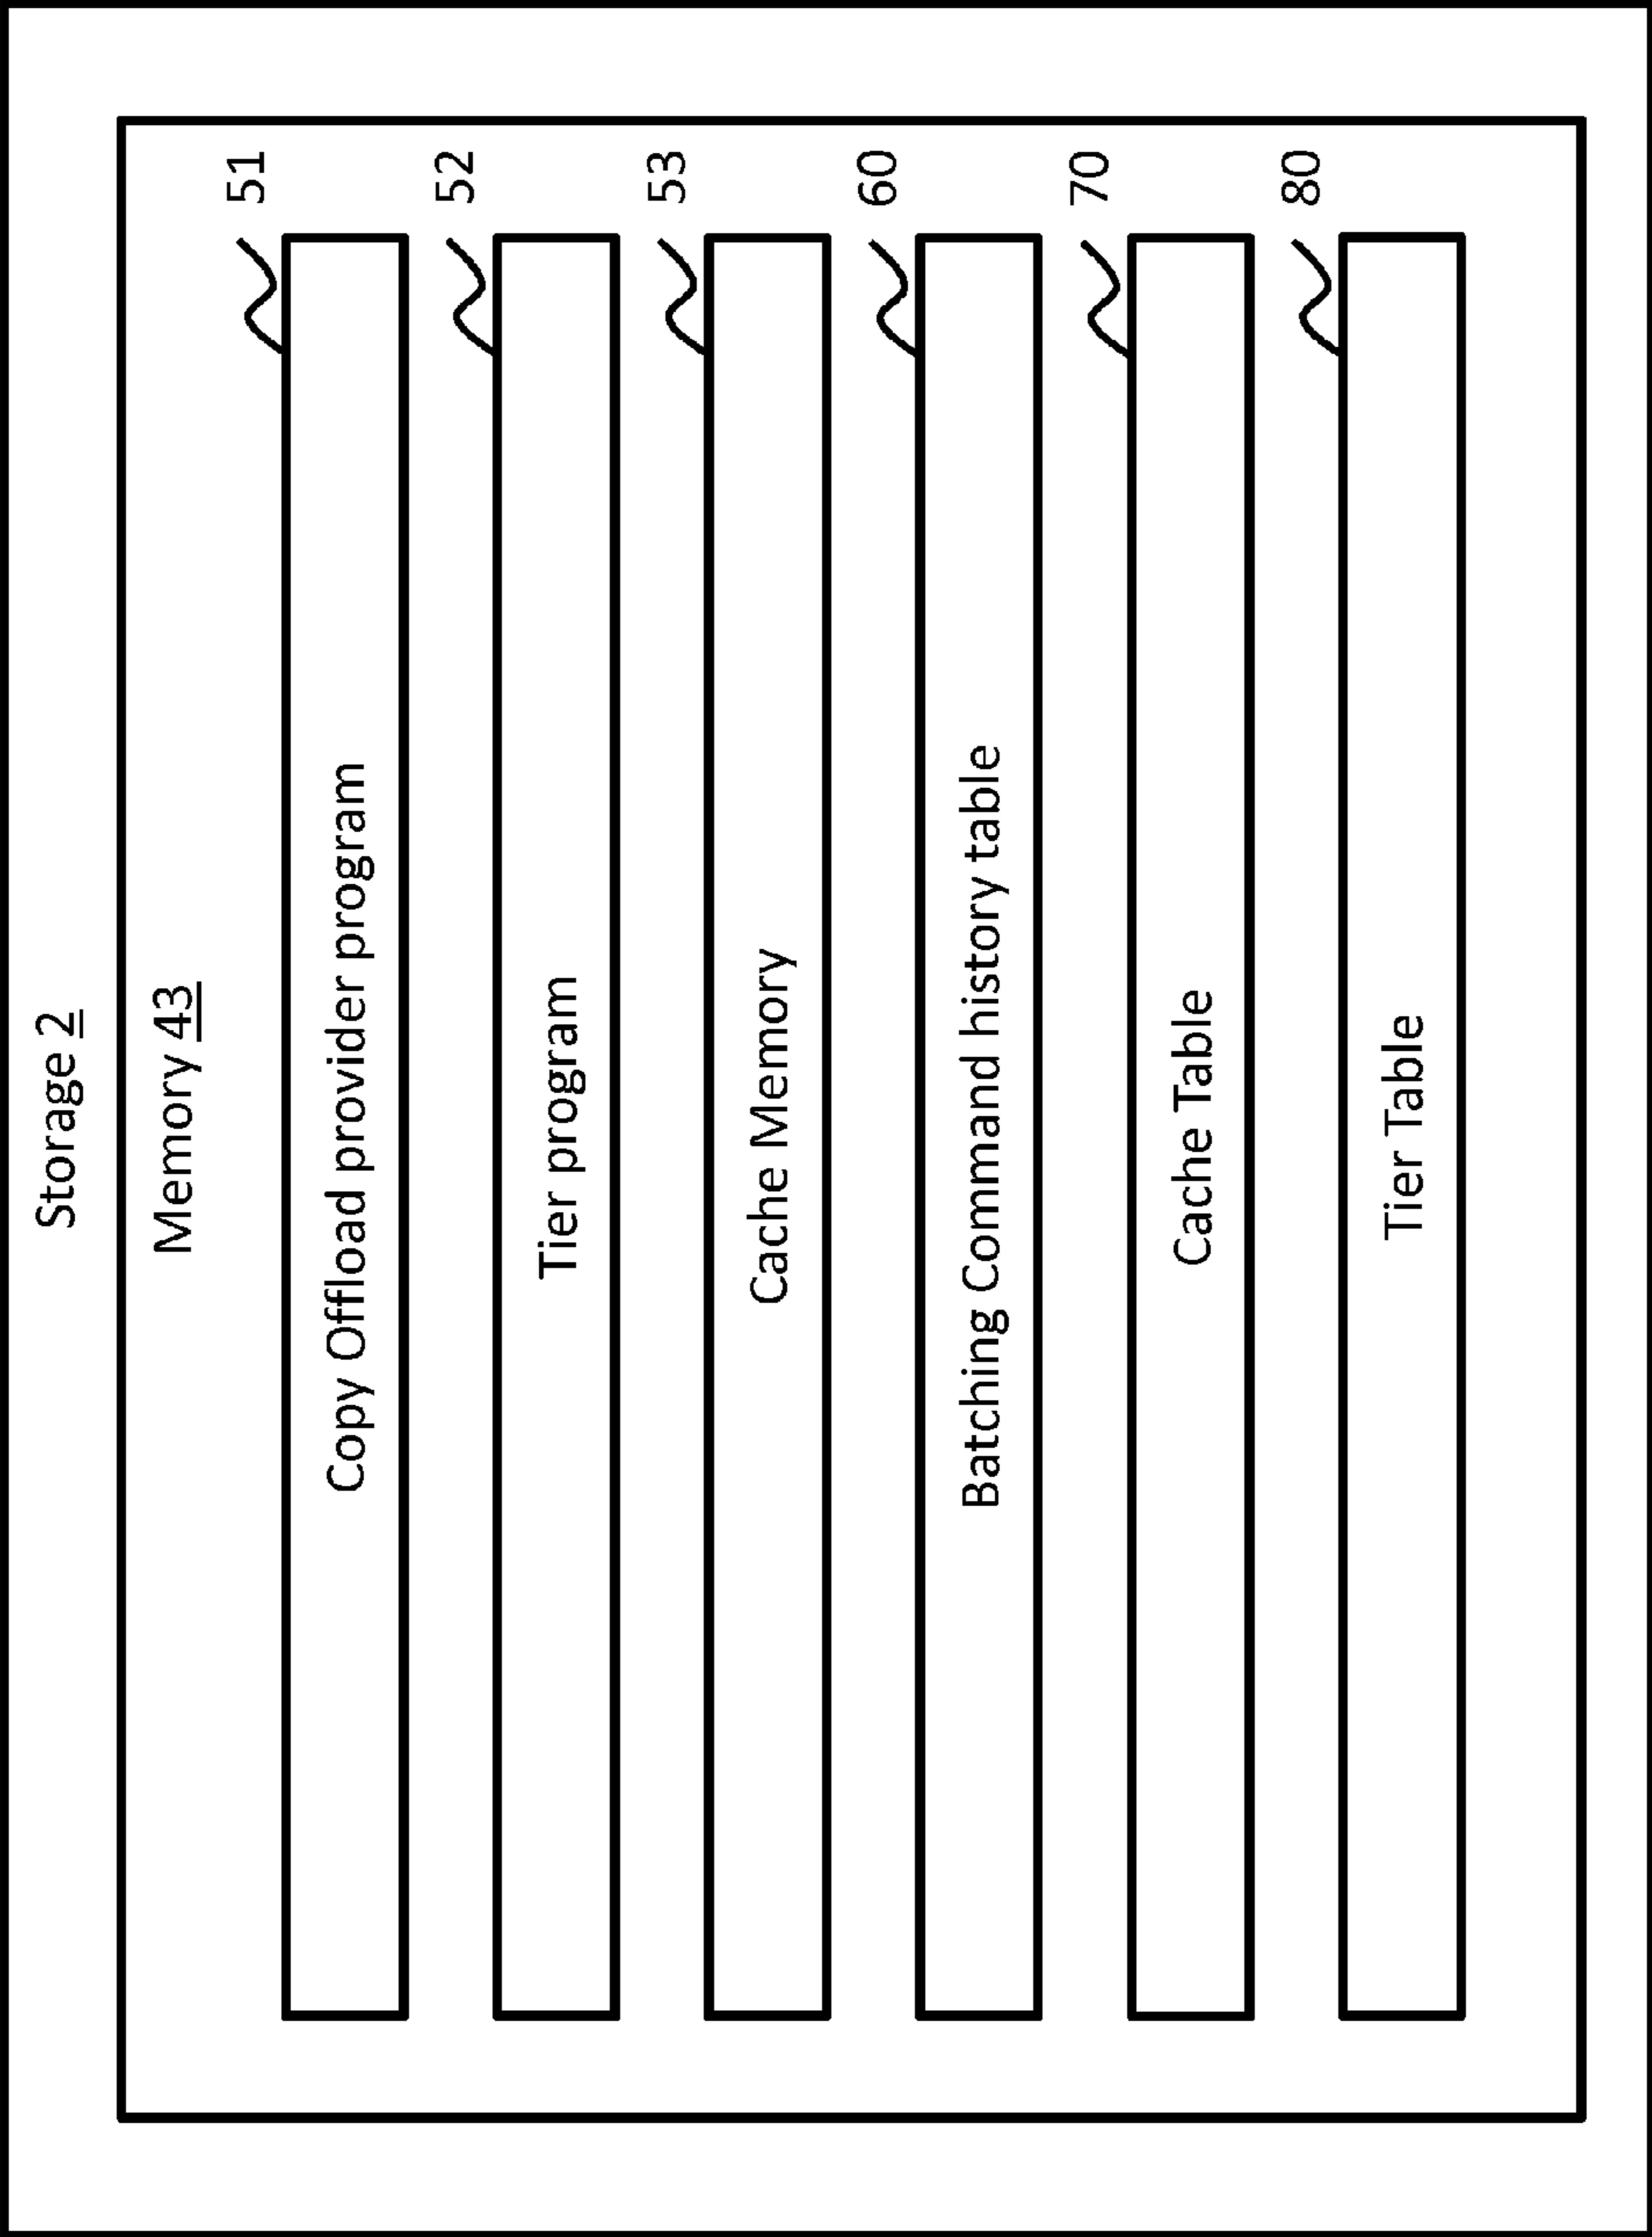 Storage 2
Memory 43
51
Copy Offload provider program
52
Tier program
53
Cache Memory
60
Batching Command history table
70
Cache Table
80
Tier Table